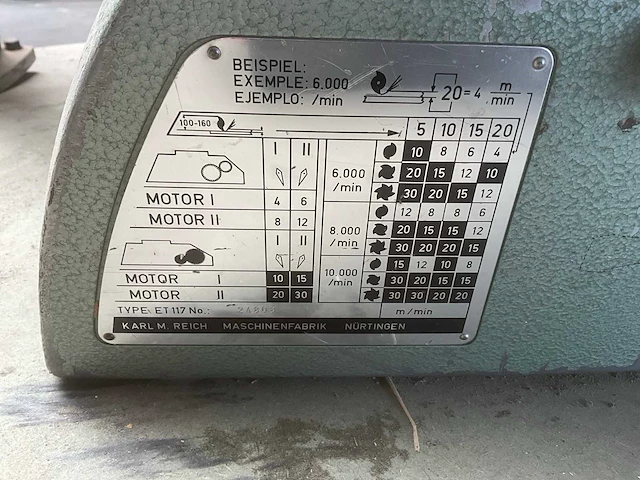 BEISPIEL:
EXEMPLE: 6.000
EJEMPLO: /min
20=4 m/min
100-160
5 10 15 20
I II
6.000 /min
10 8 6 4
20 15 12 10
30 20 15 12
MOTOR I 4 6
MOTOR II 8 12
8.000 /min
12 8 8 6
20 15 15 12
30 20 20 15
I II
10.000 /min
15 12 10 8
30 20 15 15
30 30 20 20
MOTOR I 10 15
MOTOR II 20 30
TYPE: ET 117 No.:
m/min
KARL M. REICH MASCHINENFABRIK NÜRTINGEN